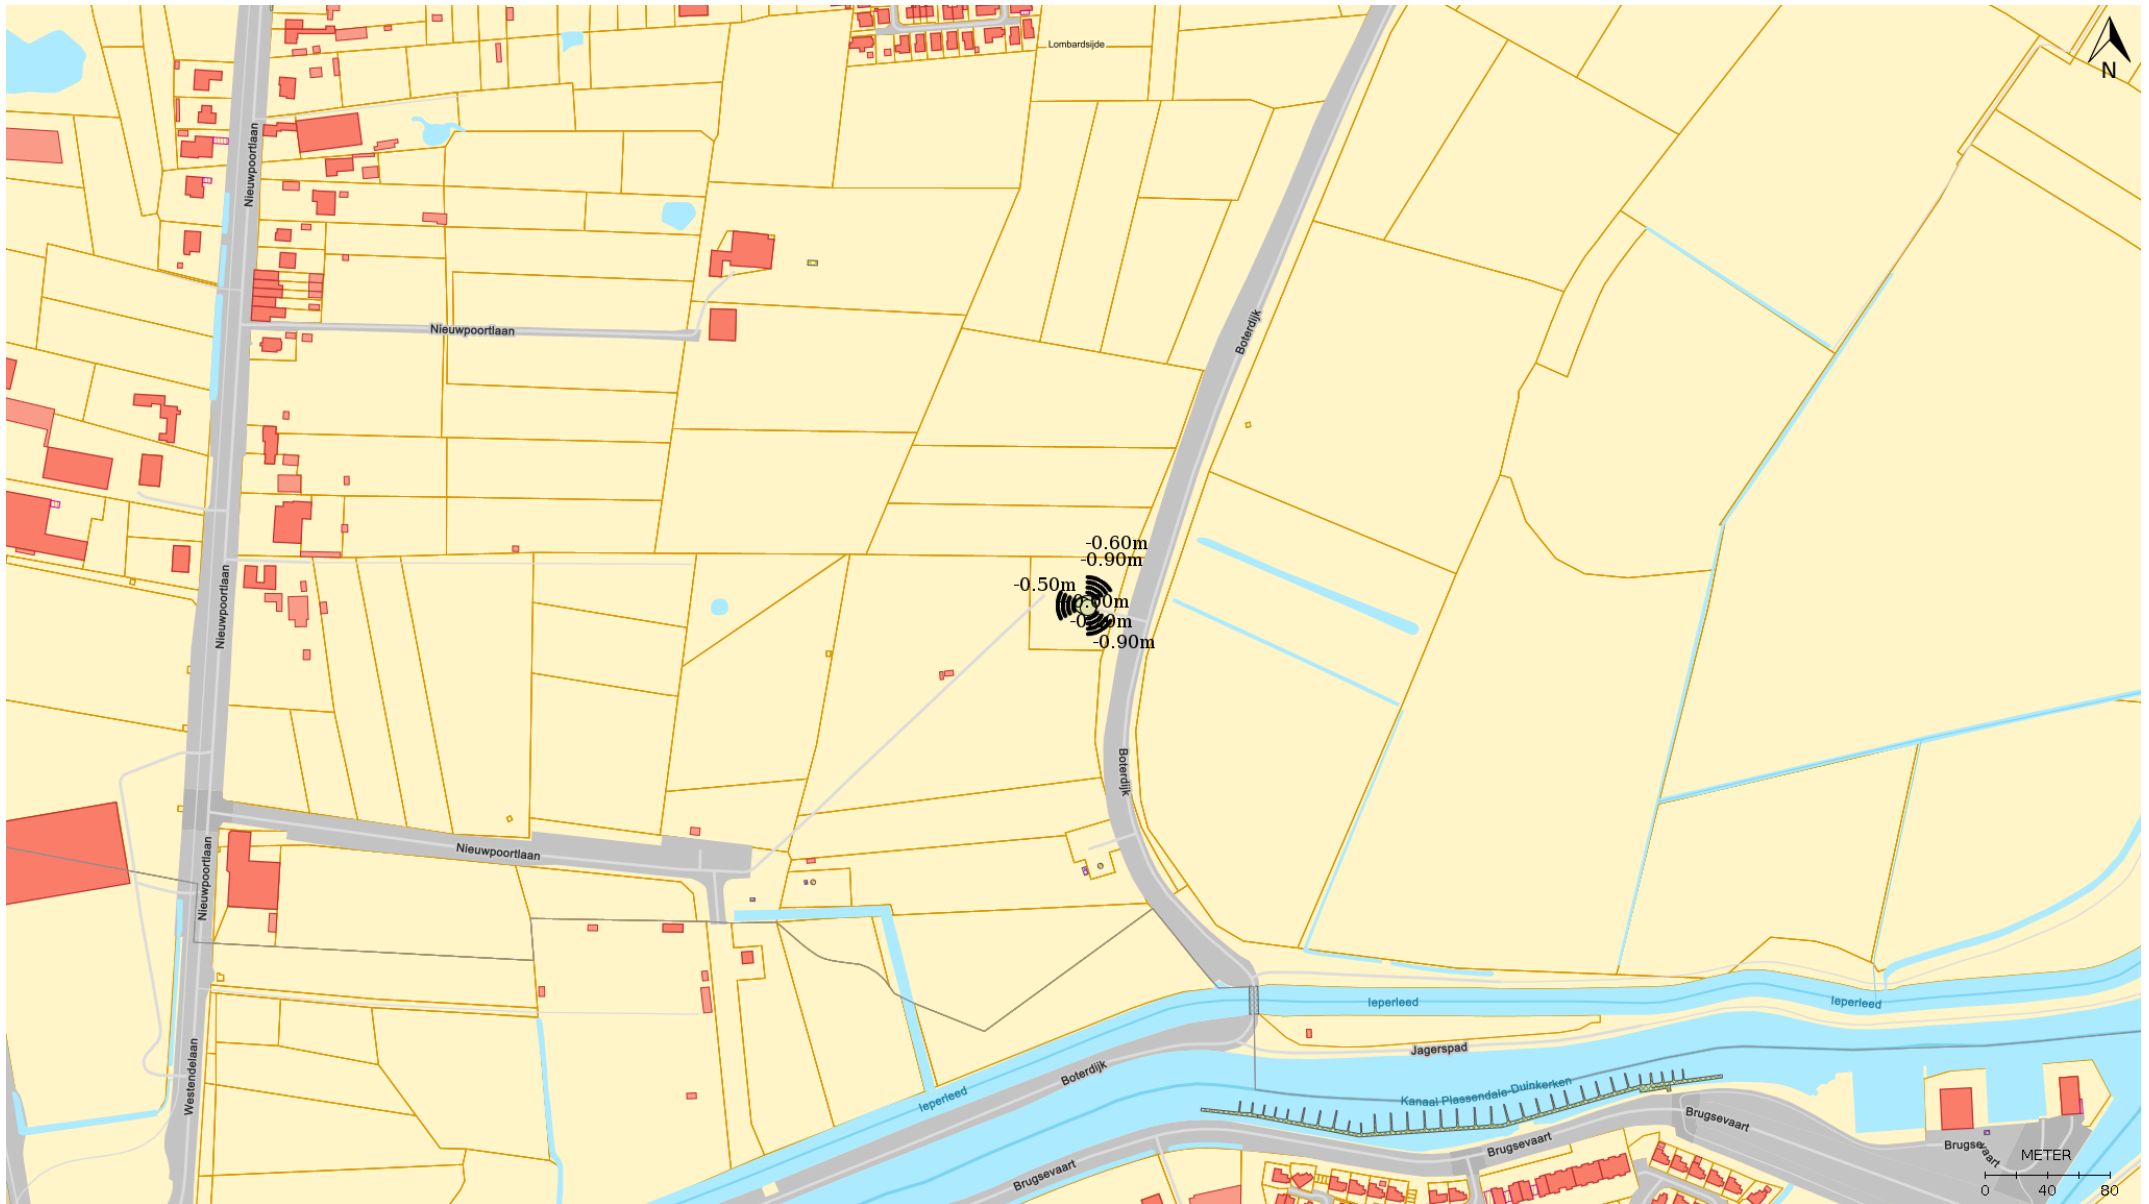 Lombardsijde
N
Nieuwpoortlaan
Boterdijk
Nieuwpoortlaan
-0.60m
-0.90m
-0.50m
-0.90m
Nieuwpoortlaan
Boterdijk
Nieuwpoortlaan
Nieuwpoortlaan
Ieperleed
Ieperleed
Westendelaan
Jagerspad
Boterdijk
Ieperleed
Kanaal Plassendale-Duinkerken
Brugsevaart
Brugsevaart
Brugsevaart
Brugsevaart
METER
0 40 80